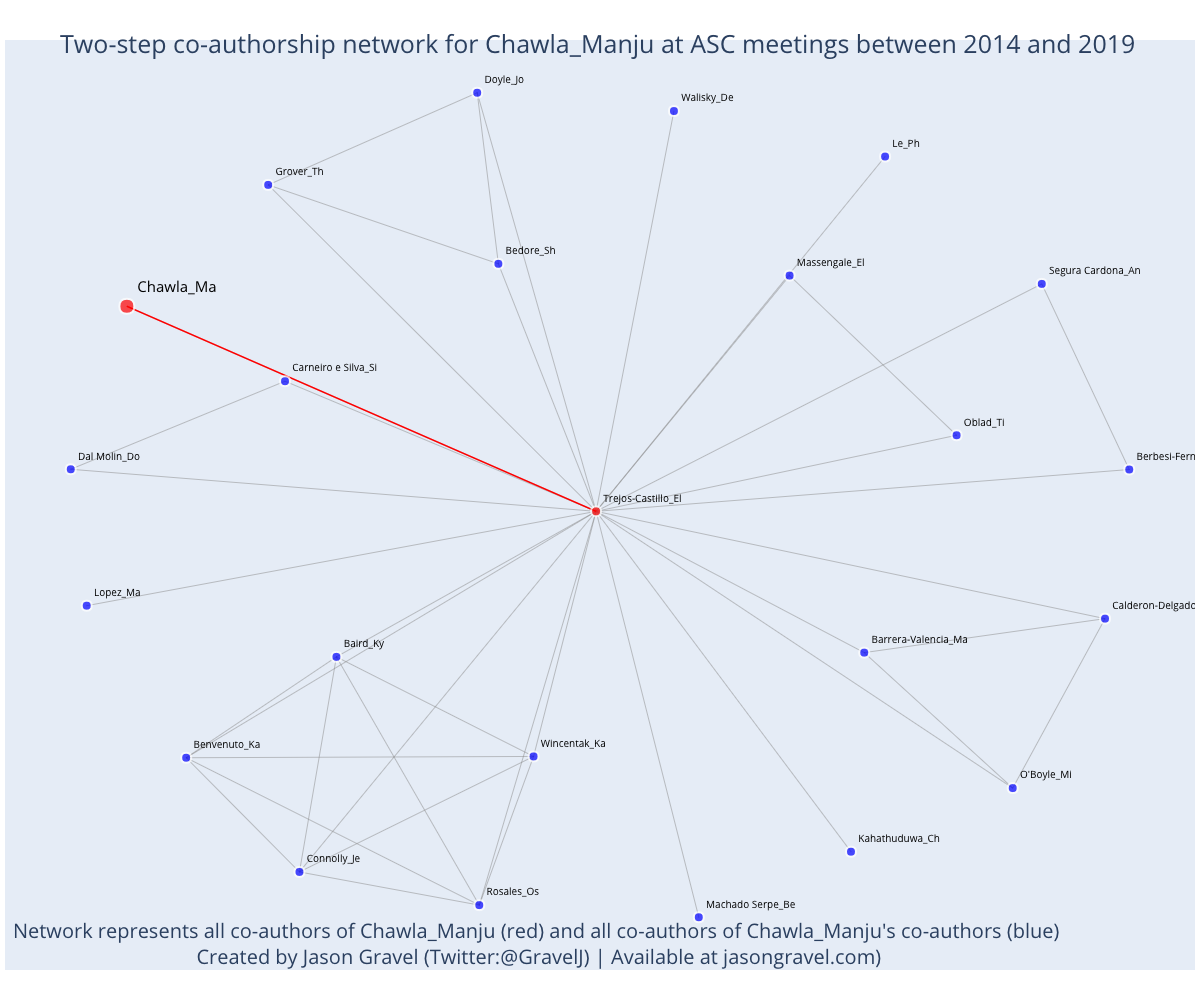 Two-step co-authorship network for Chawla_Manju at ASC meetings between 2014 and 2019
Doyle_Jo
Walisky_De
Le_Ph
Grover_Th
Bedore_Sh
Massengale_El
Segura Cardona_An
Chawla_Ma
Carneiro e Silva_Si
Oblad_Ti
Dal Molin_Do
Berbesi-Fern
Trejos-Castillo_El
Lopez_Ma
Calderon-Delgado
Baird_Ky
Barrera-Valencia_Ma
Benvenuto_Ka
Wincentak_Ka
O'Boyle_Mi
Kahathuduwa_Ch
Connolly_Je
Rosales_Os
Machado Serpe_Be
Network represents all co-authors of Chawla_Manju (red) and all co-authors of Chawla_Manju's co-authors (blue)
Created by Jason Gravel (Twitter:@GravelJ) | Available at jasongravel.com)